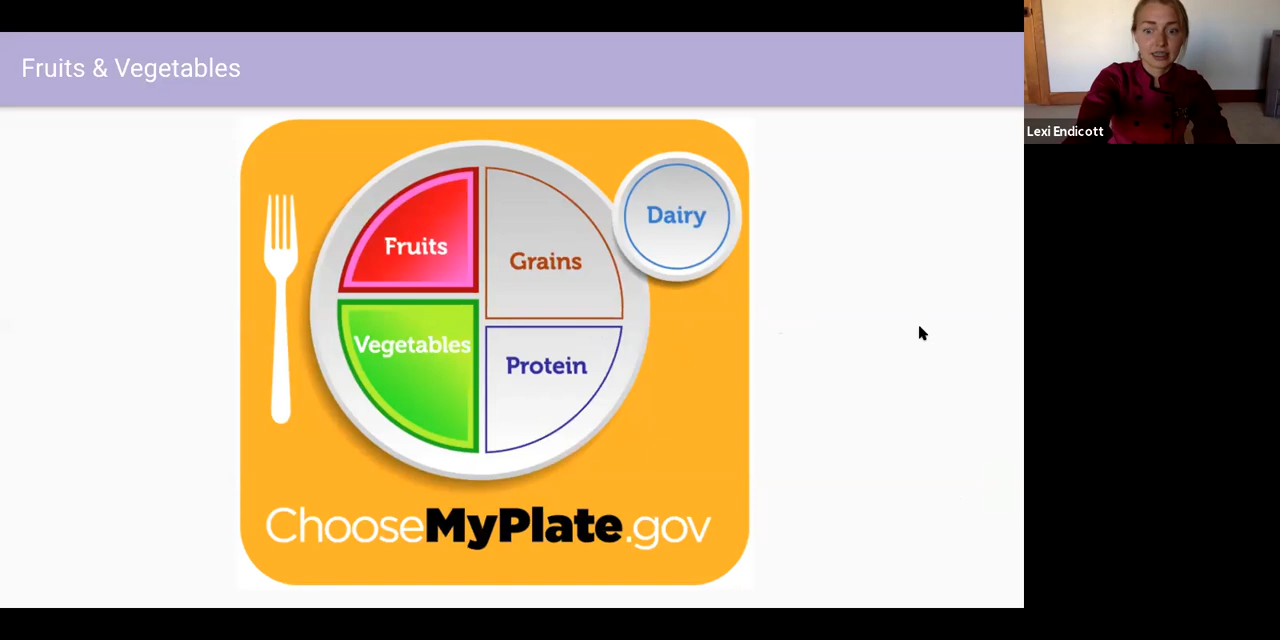 Fruits & Vegetables
Fruits
Grains
Dairy
Vegetables
Protein
ChooseMyPlate.gov
Lexi Endicott